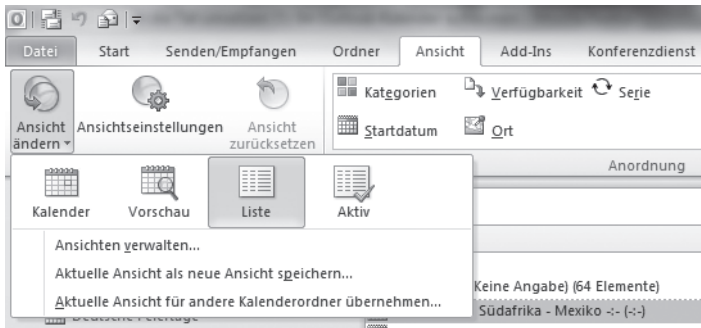 Datei Start Senden/Empfangen Ordner Ansicht Add-Ins Konferenzdienst
Ansicht ändern
Ansichtseinstellungen
Ansicht zurücksetzen
Kategorien Verfügbarkeit Serie
Startdatum Ort
Anordnung
Kalender Vorschau Liste Aktiv
Ansichten verwalten...
Aktuelle Ansicht als neue Ansicht speichern...
Aktuelle Ansicht für andere Kalenderordner übernehmen...
Keine Angabe) (64 Elemente)
Südafrika - Mexiko -:- (-:-)
Deutsche Feiertage